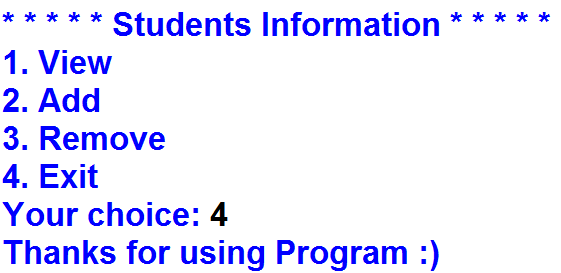 * * * * * Students Information * * * * *
1. View
2. Add
3. Remove
4. Exit
Your choice: 4
Thanks for using Program :)